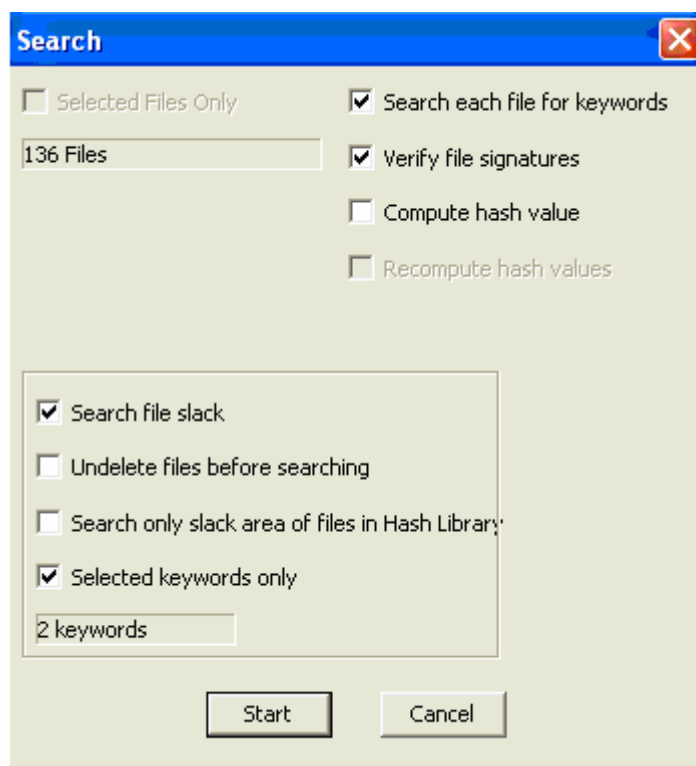 Search
Selected Files Only
136 Files
Search each file for keywords
Verify file signatures
Compute hash value
Recompute hash values
Search file slack
Undelete files before searching
Search only slack area of files in Hash Library
Selected keywords only
2 keywords
Start
Cancel